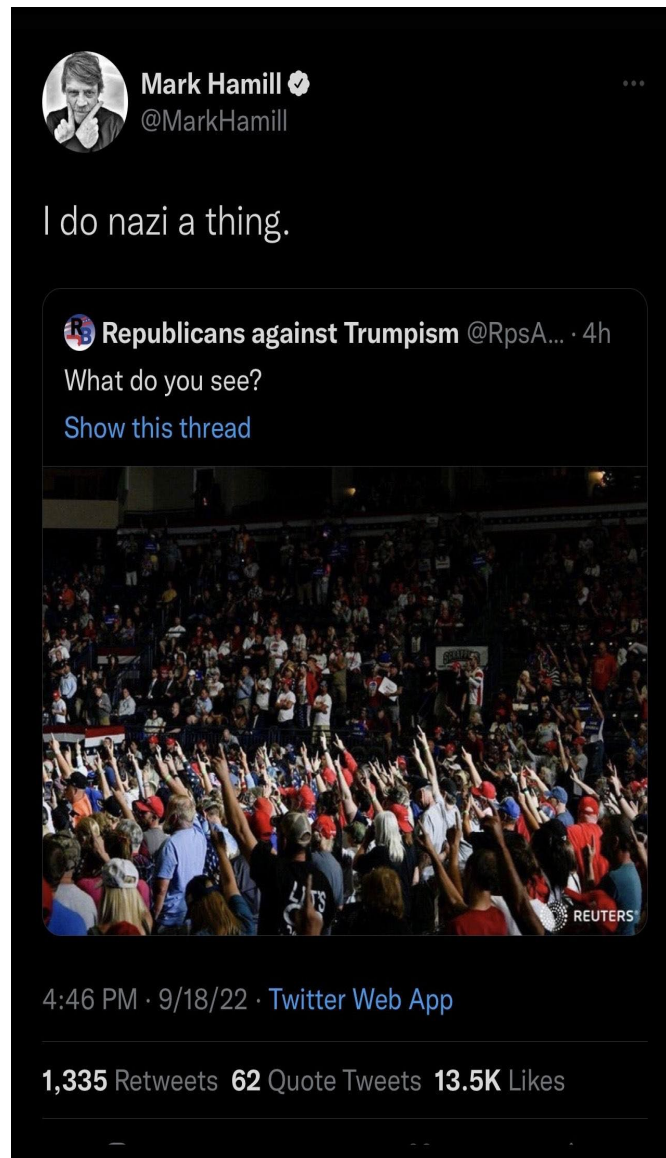 Mark Hamill
@MarkHamill
I do nazi a thing.
RB Republicans against Trumpism @RpsA... · 4h
What do you see?
Show this thread
REUTERS
4:46 PM · 9/18/22 · Twitter Web App
1,335 Retweets 62 Quote Tweets 13.5K Likes